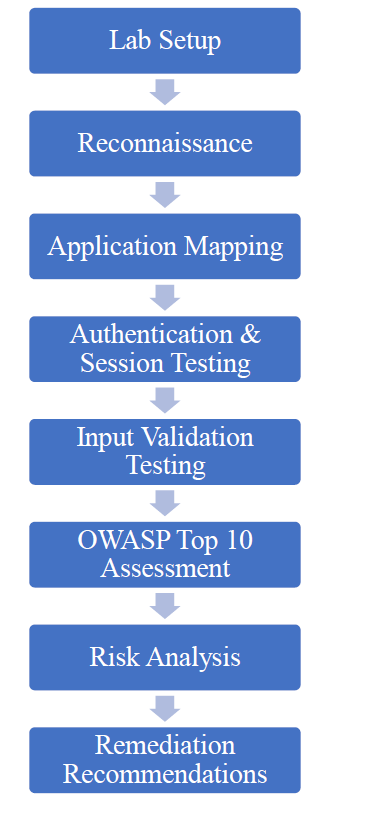 Lab Setup
Reconnaissance
Application Mapping
Authentication &
Session Testing
Input Validation
Testing
OWASP Top 10
Assessment
Risk Analysis
Remediation
Recommendations